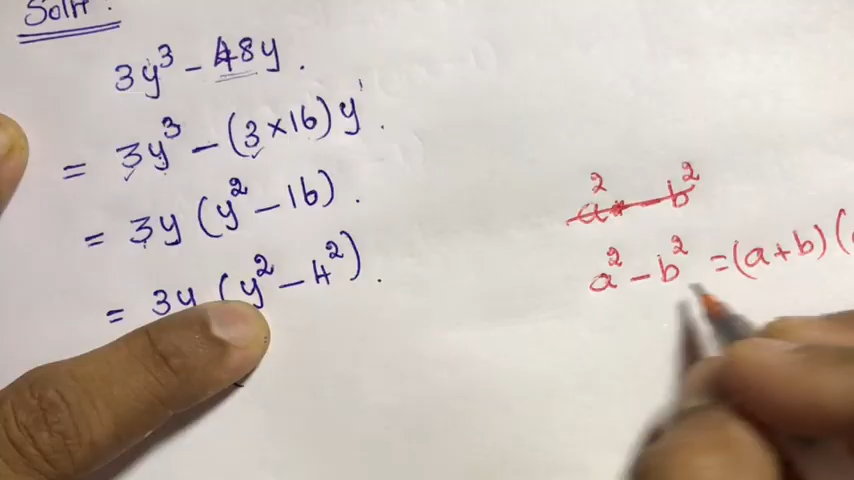 Soln:
3y³ - 48y.
= 3y³ - (3×16)y'.
= 3y (y² - 16).
= 3y (y² - 4²).
a² - b²
a² - b² = (a+b)(